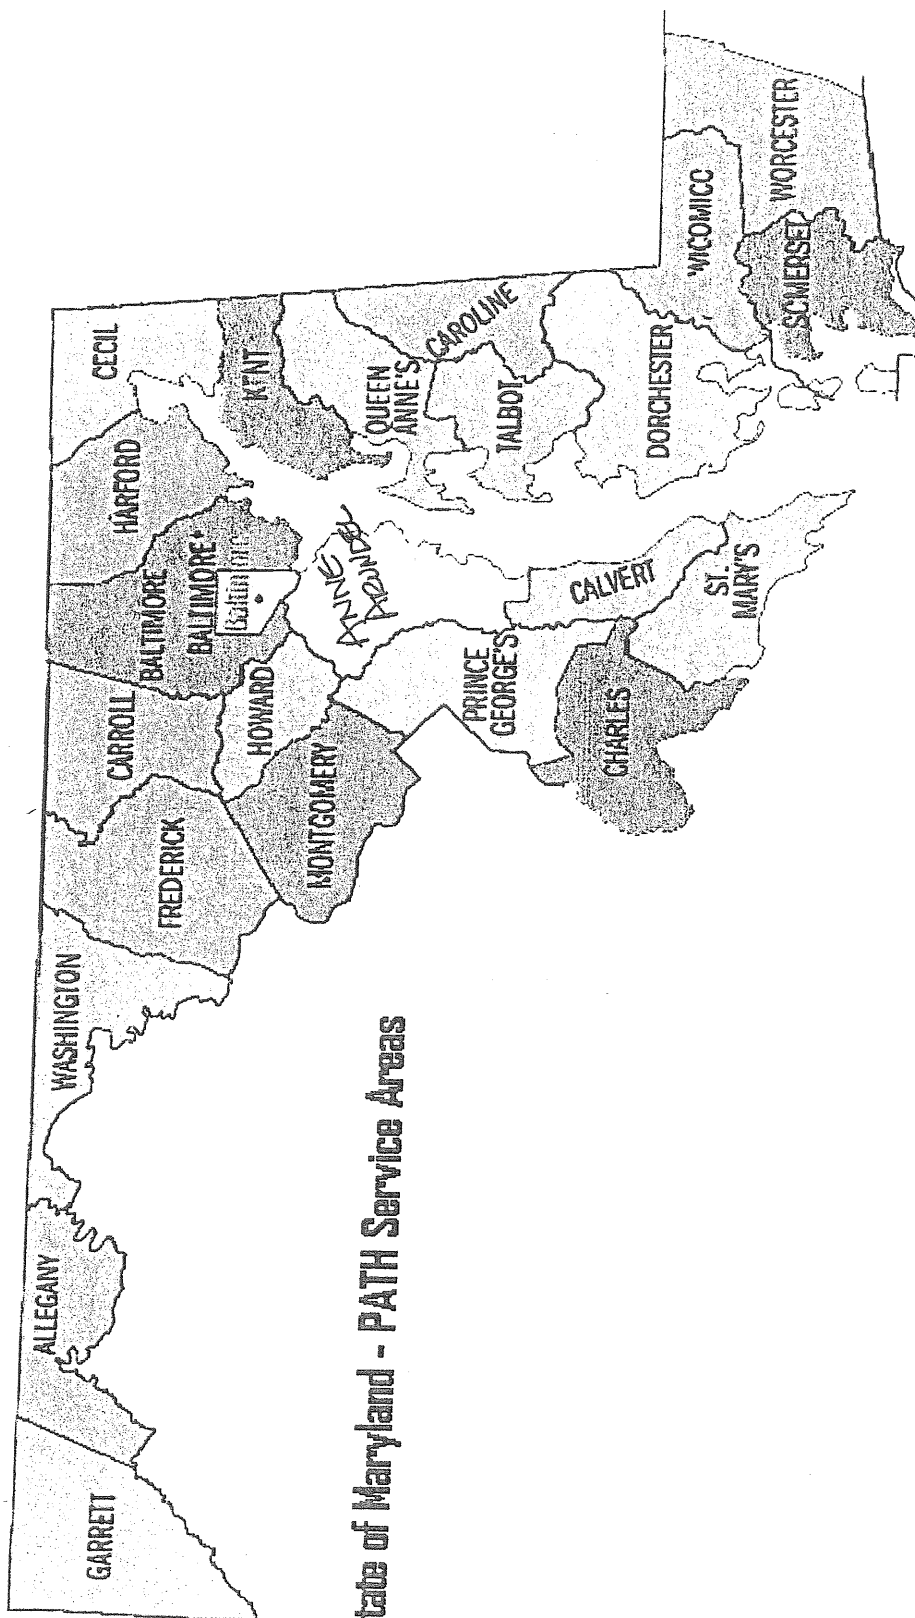 GARRETT
ALLEGANY
WASHINGTON
FREDERICK
CARROLL
BALTIMORE
BALTIMORE*
Baltimore
HARFORD
CECIL
HOWARD
MONTGOMERY
KENT
ANNE
ARUNDEL
QUEEN
ANNE'S
CAROLINE
TALBOT
PRINCE
GEORGE'S
CALVERT
CHARLES
ST.
MARY'S
DORCHESTER
WICOMICC
SOMERSET
WORCESTER
tate of Maryland - PATH Service Areas